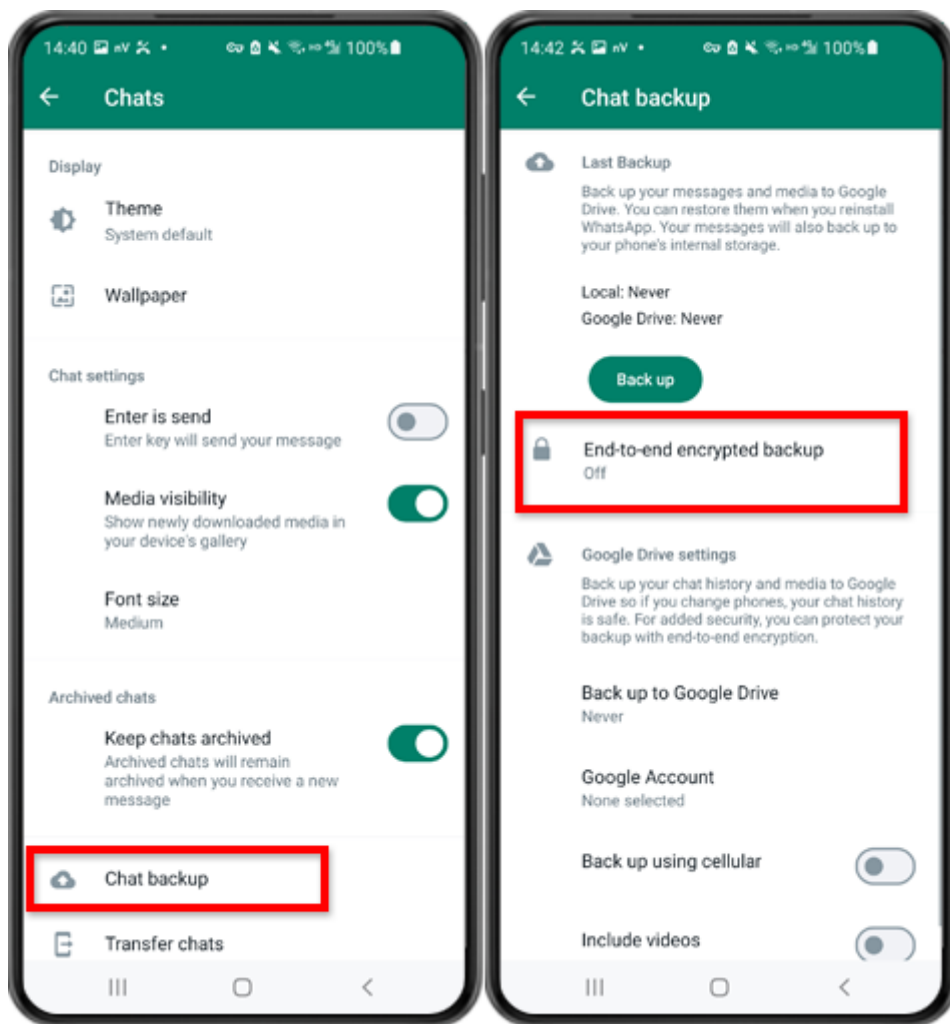 14:40 nV • 100%
Chats
Display
Theme
System default
Wallpaper
Chat settings
Enter is send
Enter key will send your message
Media visibility
Show newly downloaded media in
your device's gallery
Font size
Medium
Archived chats
Keep chats archived
Archived chats will remain
archived when you receive a new
message
Chat backup
Transfer chats
14:42 nV • 100%
Chat backup
Last Backup
Back up your messages and media to Google
Drive. You can restore them when you reinstall
WhatsApp. Your messages will also back up to
your phone's internal storage.
Local: Never
Google Drive: Never
Back up
End-to-end encrypted backup
Off
Google Drive settings
Back up your chat history and media to Google
Drive so if you change phones, your chat history
is safe. For added security, you can protect your
backup with end-to-end encryption.
Back up to Google Drive
Never
Google Account
None selected
Back up using cellular
Include videos